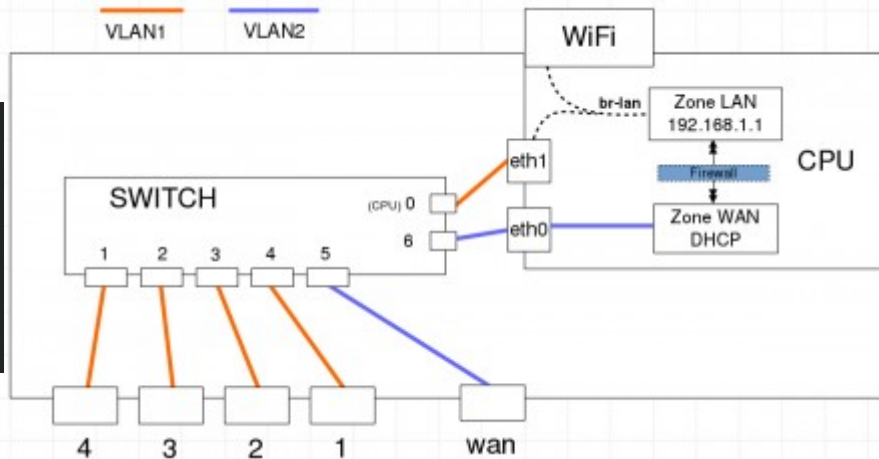 VLAN1
VLAN2
WiFi
br-lan
Zone LAN
192.168.1.1
CPU
eth1
Firewall
SWITCH
(CPU) 0
6
eth0
Zone WAN
DHCP
1
2
3
4
5
4
3
2
1
wan